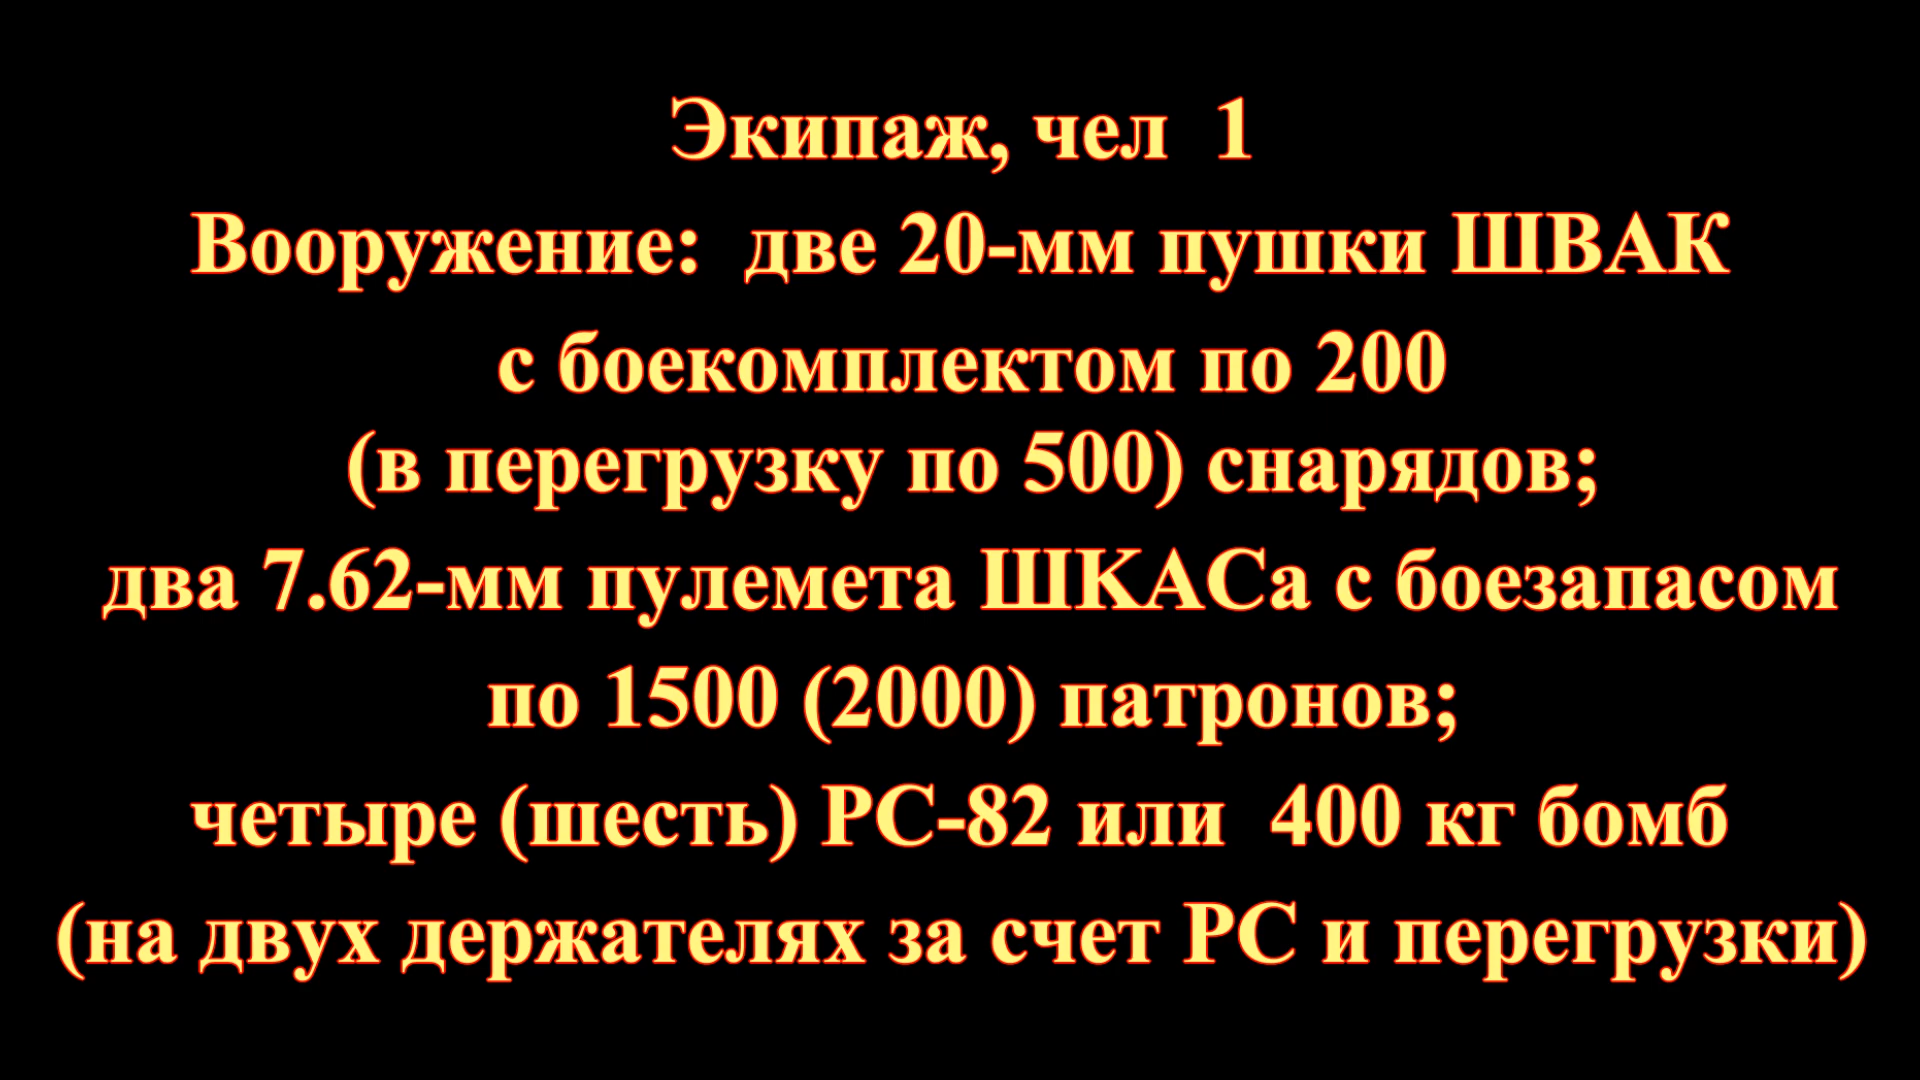 Экипаж, чел  1
Вооружение:  две 20-мм пушки ШВАК
с боекомплектом по 200
(в перегрузку по 500) снарядов;
два 7.62-мм пулемета ШКАСа с боезапасом
по 1500 (2000) патронов;
четыре (шесть) РС-82 или  400 кг бомб
(на двух держателях за счет РС и перегрузки)